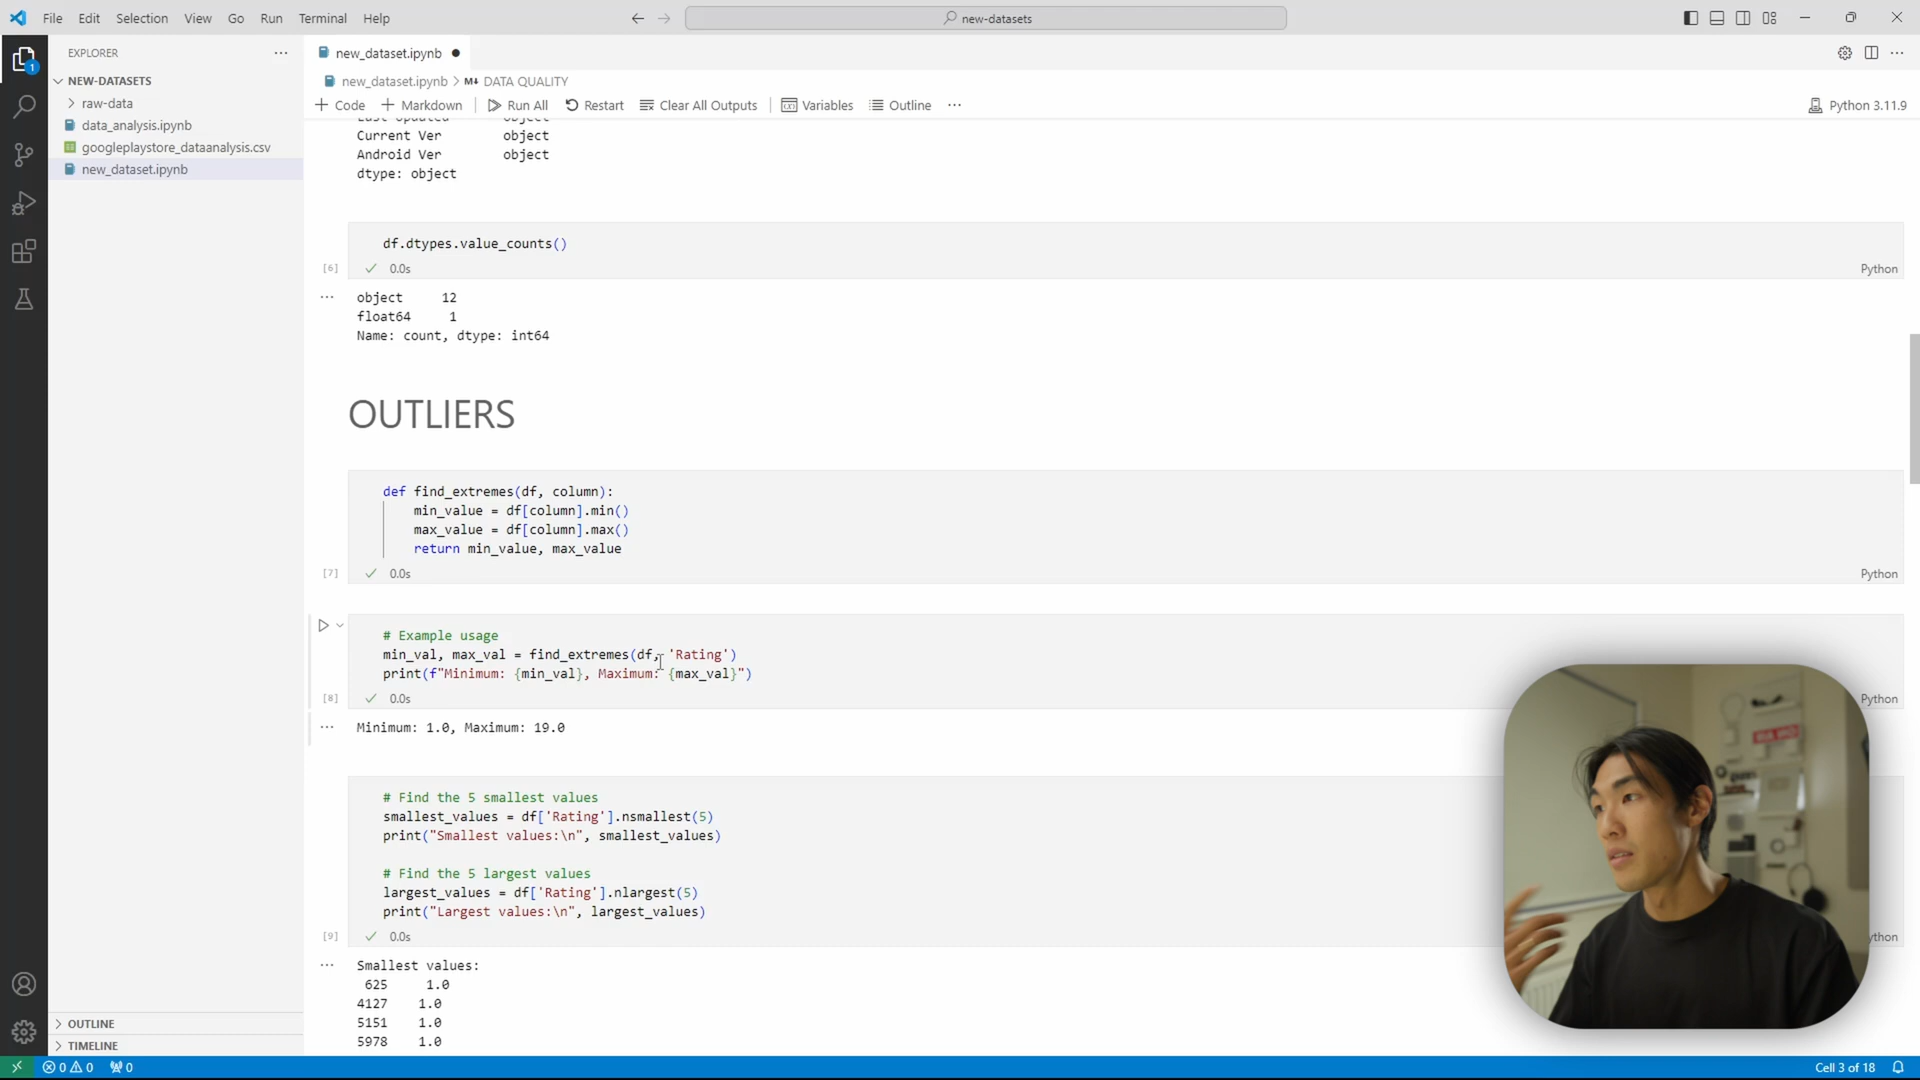 File Edit Selection View Go Run Terminal Help
new-datasets
EXPLORER
NEW-DATASETS
raw-data
data_analysis.ipynb
googleplaystore_dataanalysis.csv
new_dataset.ipynb
OUTLINE
TIMELINE
1
new_dataset.ipynb
new_dataset.ipynb > M↓ DATA QUALITY
+ Code + Markdown Run All Restart Clear All Outputs Variables Outline ...
Python 3.11.9
Last Updated object
Current Ver object
Android Ver object
dtype: object
df.dtypes.value_counts()
[6] 0.0s Python
object 12
float64 1
Name: count, dtype: int64
OUTLIERS
def find_extremes(df, column):
min_value = df[column].min()
max_value = df[column].max()
return min_value, max_value
[7] 0.0s Python
# Example usage
min_val, max_val = find_extremes(df, 'Rating')
print(f"Minimum: {min_val}, Maximum: {max_val}")
[8] 0.0s Python
Minimum: 1.0, Maximum: 19.0
# Find the 5 smallest values
smallest_values = df['Rating'].nsmallest(5)
print("Smallest values:\n", smallest_values)
# Find the 5 largest values
largest_values = df['Rating'].nlargest(5)
print("Largest values:\n", largest_values)
[9] 0.0s ython
Smallest values:
625 1.0
4127 1.0
5151 1.0
5978 1.0
0 0 0
Cell 3 of 18